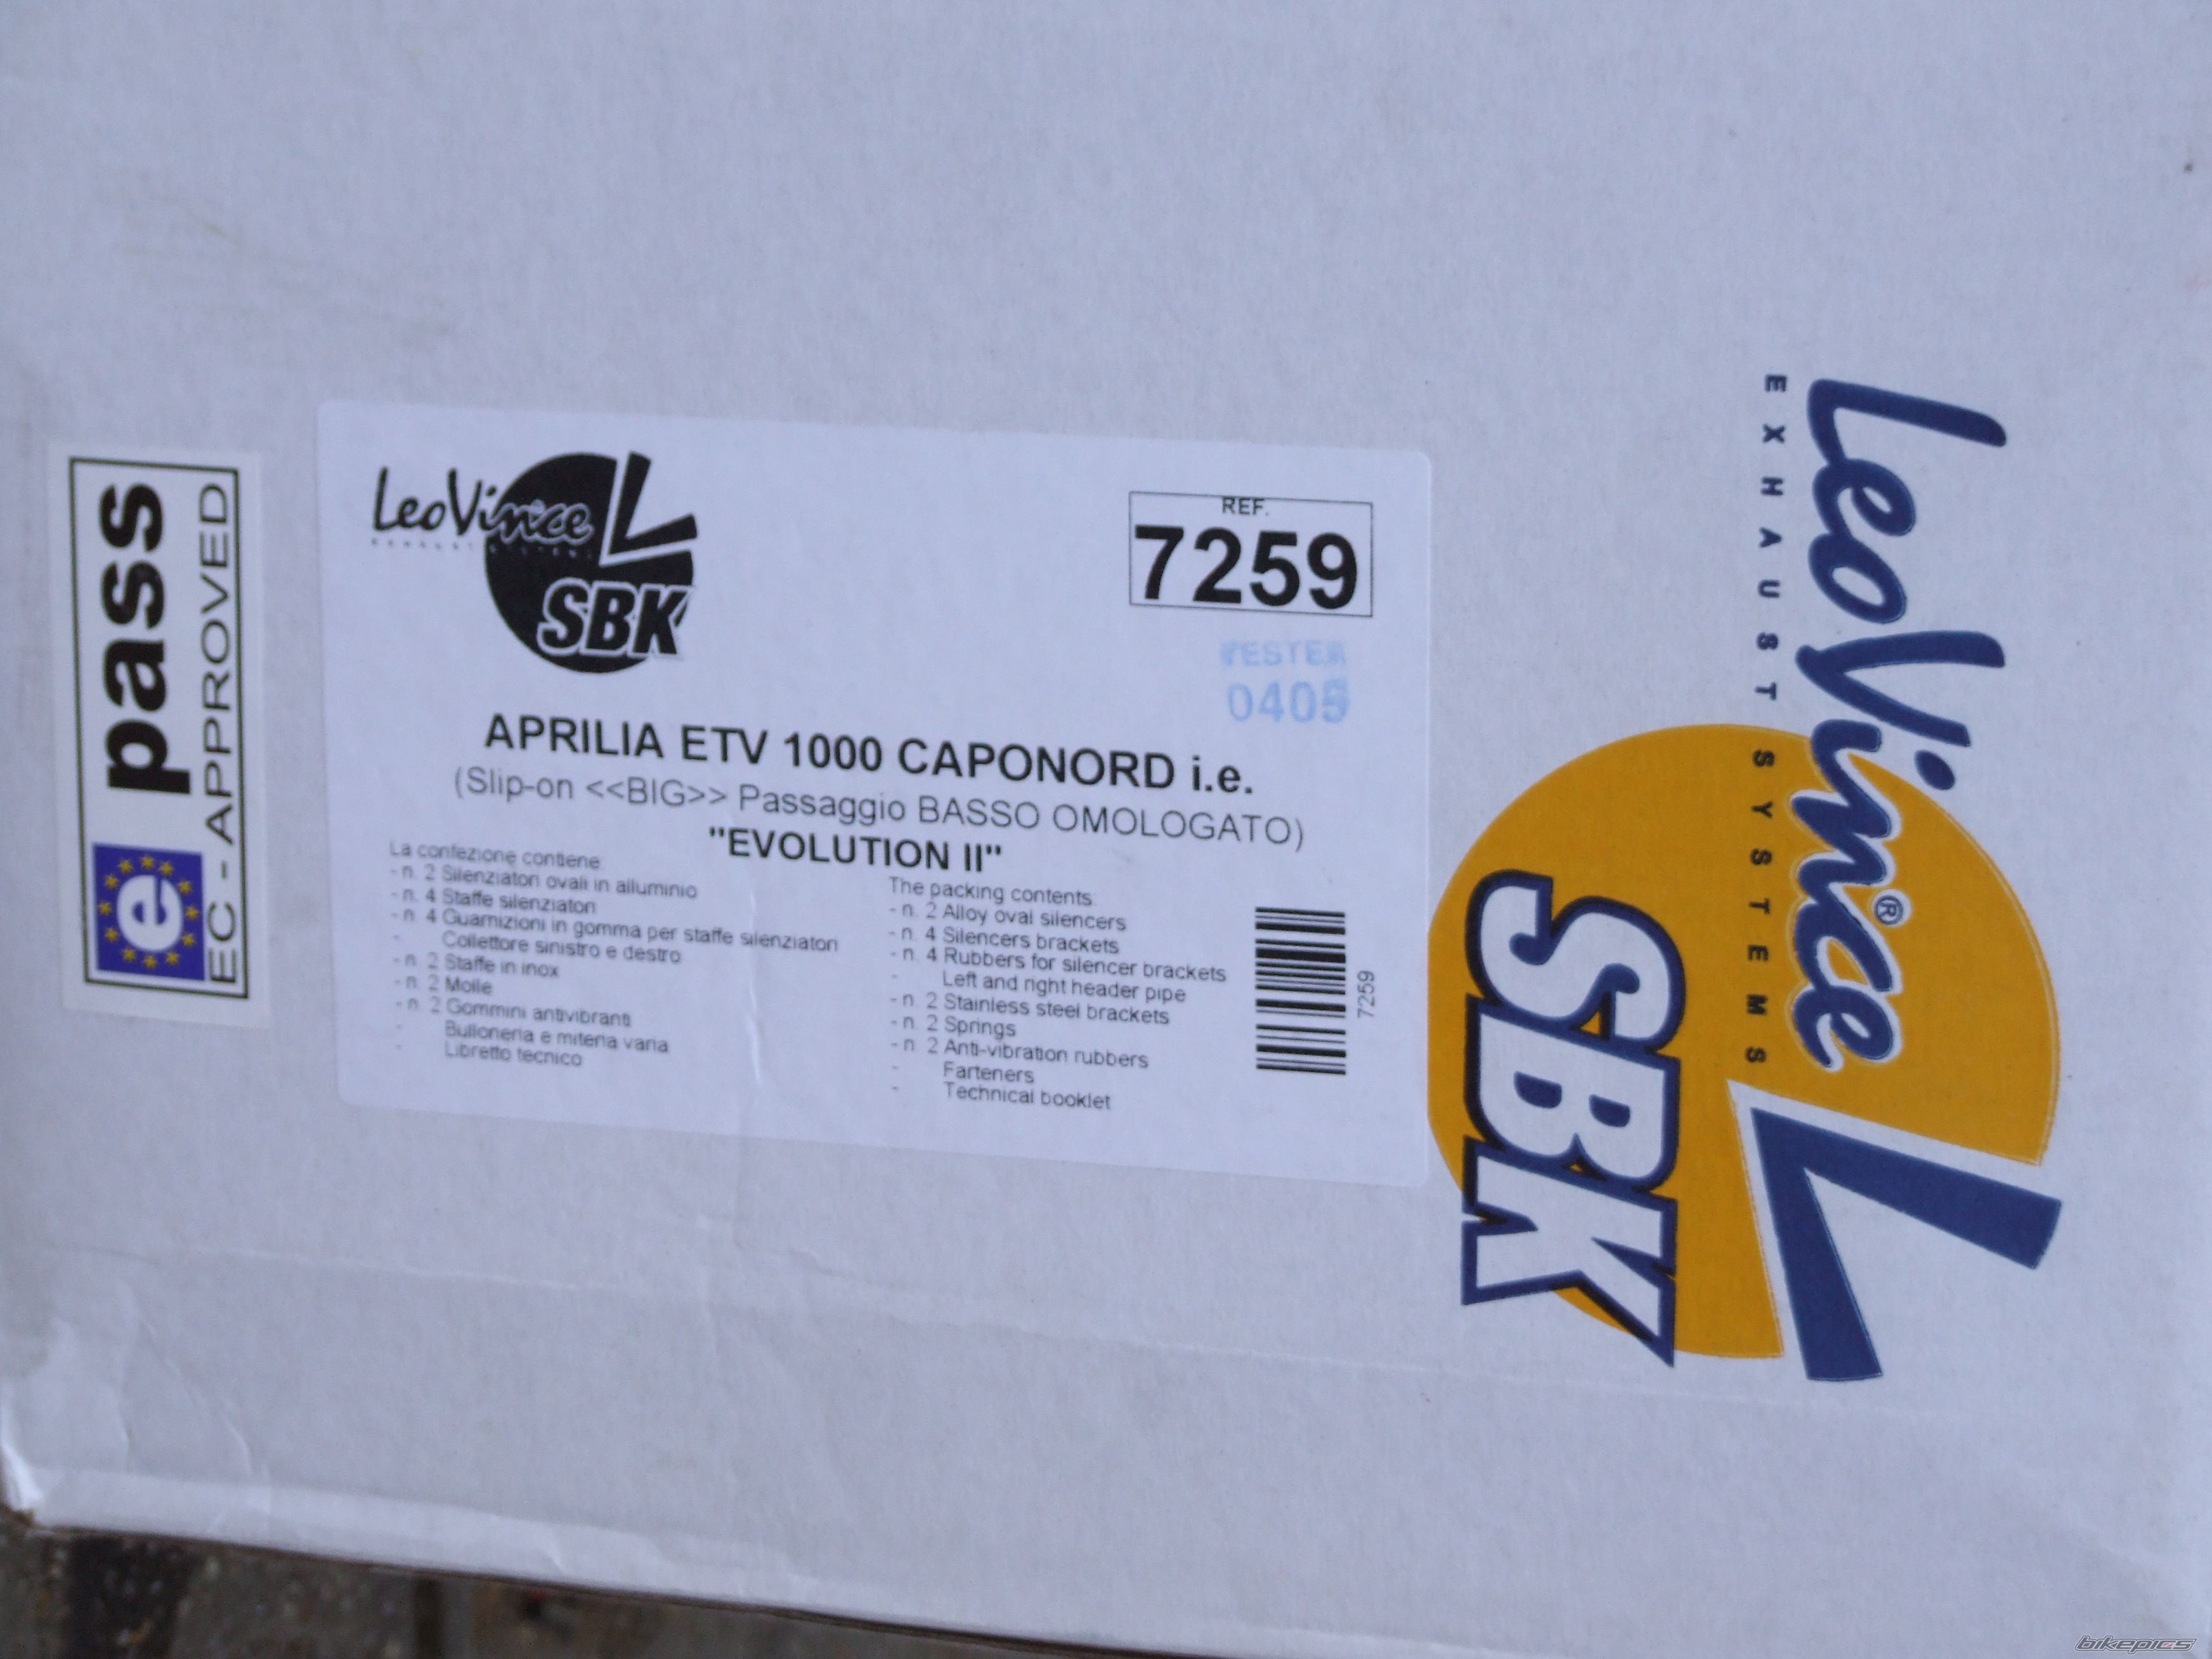 e pass
EC - APPROVED
LeoVince
EXHAUST SYSTEMS
SBK
REF.
7259
TESTER
0405
APRILIA ETV 1000 CAPONORD i.e.
(Slip-on <<BIG>> Passaggio BASSO OMOLOGATO)
"EVOLUTION II"
La confezione contiene:
- n. 2 Silenziatori ovali in alluminio
- n. 4 Staffe silenziatori
- n. 4 Guarnizioni in gomma per staffe silenziatori
- Collettore sinistro e destro
- n. 2 Staffe in inox
- n. 2 Molle
- n. 2 Gommini antivibranti
- Bulloneria e miteria varia
- Libretto tecnico
The packing contents:
- n. 2 Alloy oval silencers
- n. 4 Silencers brackets
- n. 4 Rubbers for silencer brackets
- Left and right header pipe
- n. 2 Stainless steel brackets
- n. 2 Springs
- n. 2 Anti-vibration rubbers
- Farteners
- Technical booklet
7259
LeoVince®
EXHAUST SYSTEMS
SBK
bikepics